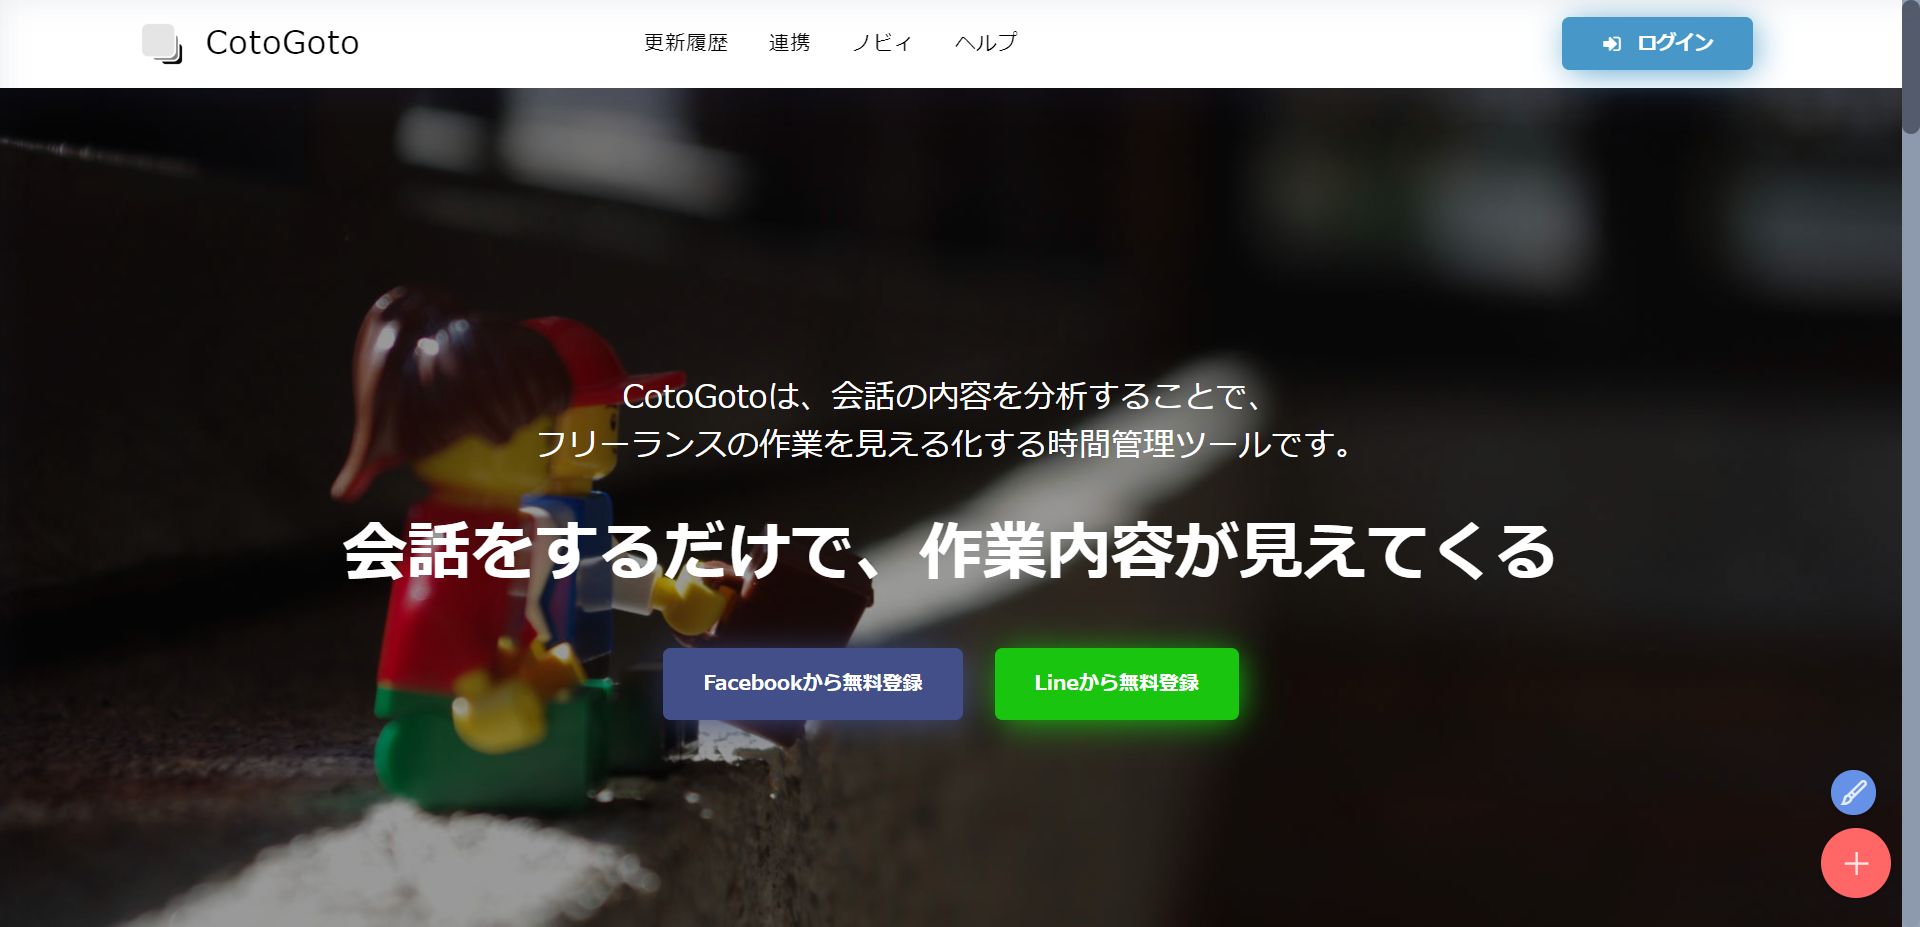 CotoGoto
更新履歴
連携
ノビィ
ヘルプ
ログイン
CotoGotoは、会話の内容を分析することで、
フリーランスの作業を見える化する時間管理ツールです。
会話をするだけで、作業内容が見えてくる
Facebookから無料登録
Lineから無料登録